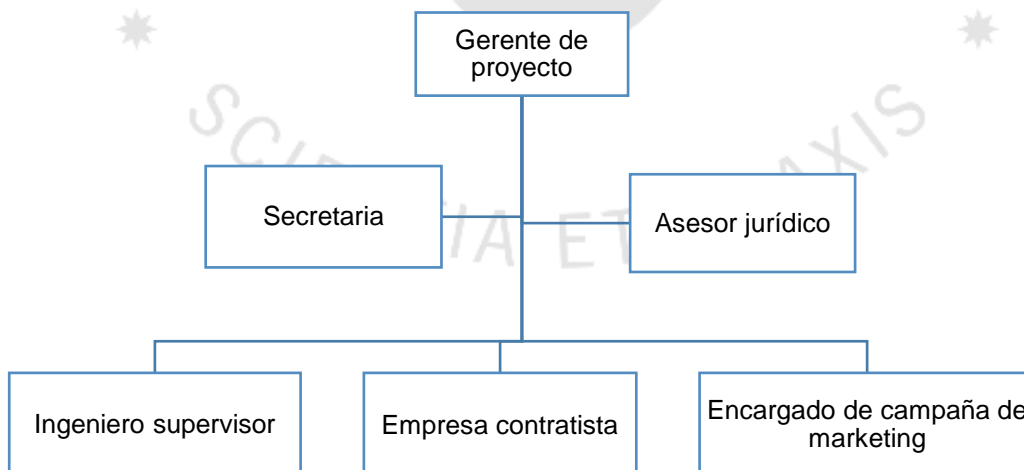 Gerente de
proyecto
Secretaria
Asesor jurídico
Ingeniero supervisor
Empresa contratista
Encargado de campaña de
marketing